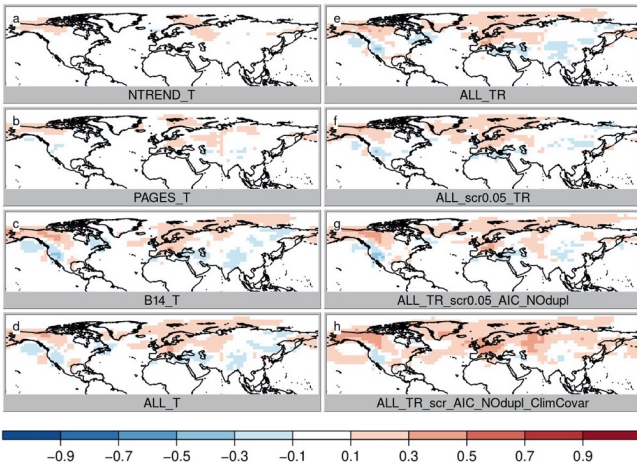 a
NTREND_T
b
PAGES_T
c
B14_T
d
ALL_T
e
ALL_TR
f
ALL_scr0.05_TR
g
ALL_TR_scr0.05_AIC_NOdupl
h
ALL_TR_scr_AIC_NOdupl_ClimCovar
-0.9 -0.7 -0.5 -0.3 -0.1 0.1 0.3 0.5 0.7 0.9